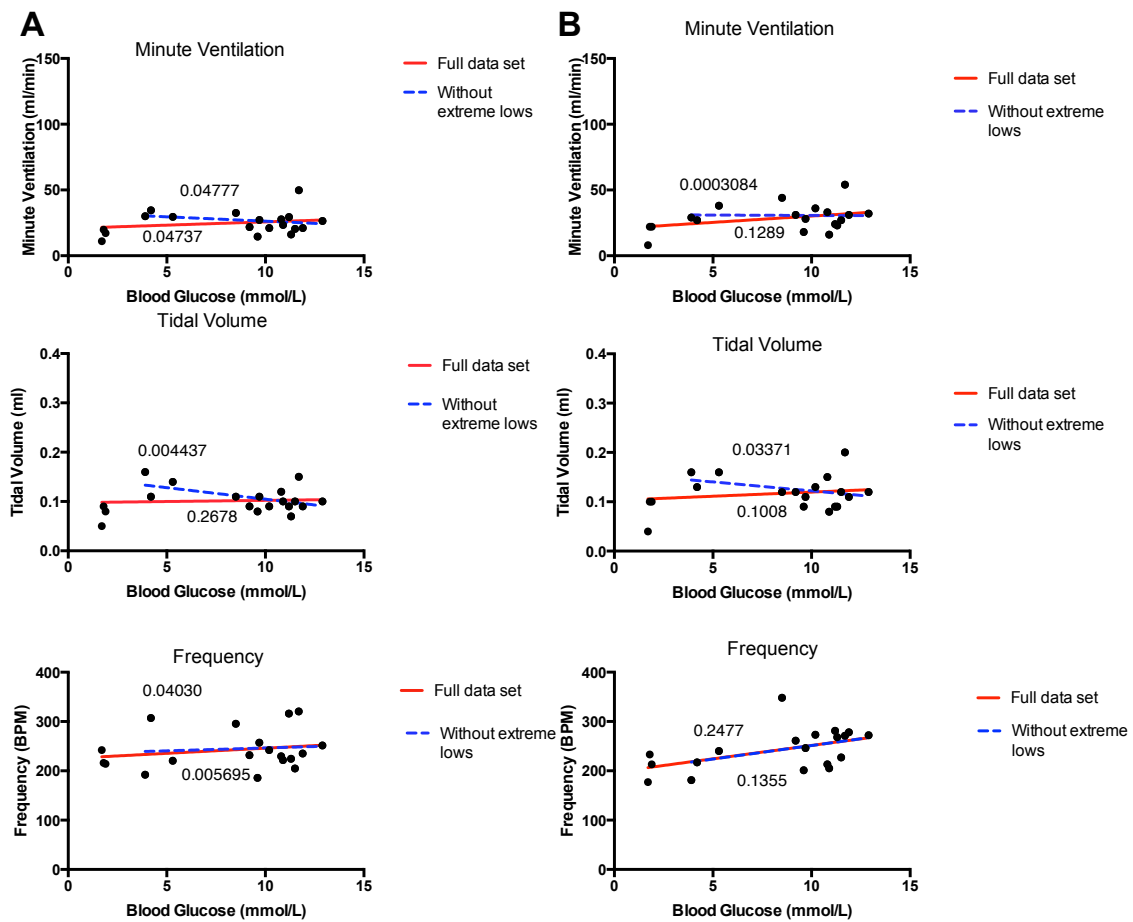 A
Minute Ventilation
Minute Ventilation (ml/min)
150
100
50
0
0.04777
0.04737
0 5 10 15
Blood Glucose (mmol/L)
Full data set
Without
extreme lows
Tidal Volume
Tidal Volume (ml)
0.4
0.3
0.2
0.1
0.0
0.004437
0.2678
0 5 10 15
Blood Glucose (mmol/L)
Full data set
Without
extreme lows
Frequency
Frequency (BPM)
400
300
200
100
0
0.04030
0.005695
0 5 10 15
Blood Glucose (mmol/L)
Full data set
Without extreme
lows
B
Minute Ventilation
Minute Ventilation (ml/min)
150
100
50
0
0.0003084
0.1289
0 5 10 15
Blood Glucose (mmol/L)
Full data set
Without extreme
lows
Tidal Volume
Tidal Volume (ml)
0.4
0.3
0.2
0.1
0.0
0.03371
0.1008
0 5 10 15
Blood Glucose (mmol/L)
Full data set
Without extreme
lows
Frequency
Frequency (BPM)
400
300
200
100
0
0.2477
0.1355
0 5 10 15
Blood Glucose (mmol/L)
Full data set
Without extreme
lows